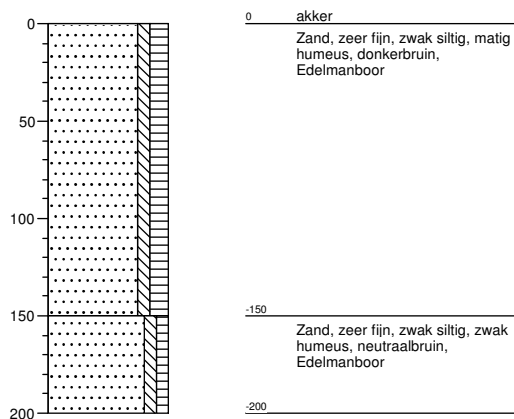 0
50
100
150
200
0 akker
Zand, zeer fijn, zwak siltig, matig
humeus, donkerbruin,
Edelmanboor
-150
Zand, zeer fijn, zwak siltig, zwak
humeus, neutraalbruin,
Edelmanboor
-200